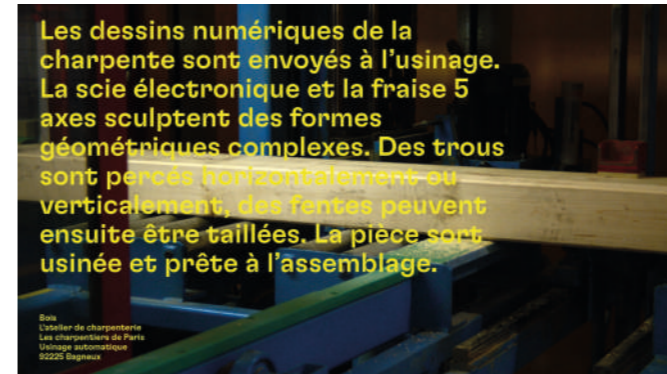 Les dessins numériques de la
charpente sont envoyés à l’usinage.
La scie électronique et la fraise 5
axes sculptent des formes
géométriques complexes. Des trous
sont percés horizontalement ou
verticalement, des fentes peuvent
ensuite être taillées. La pièce sort
usinée et prête à l’assemblage.
Bois
L'atelier de charpenterie
Les charpentiers de Paris
Usinage automatique
92225 Bagneux